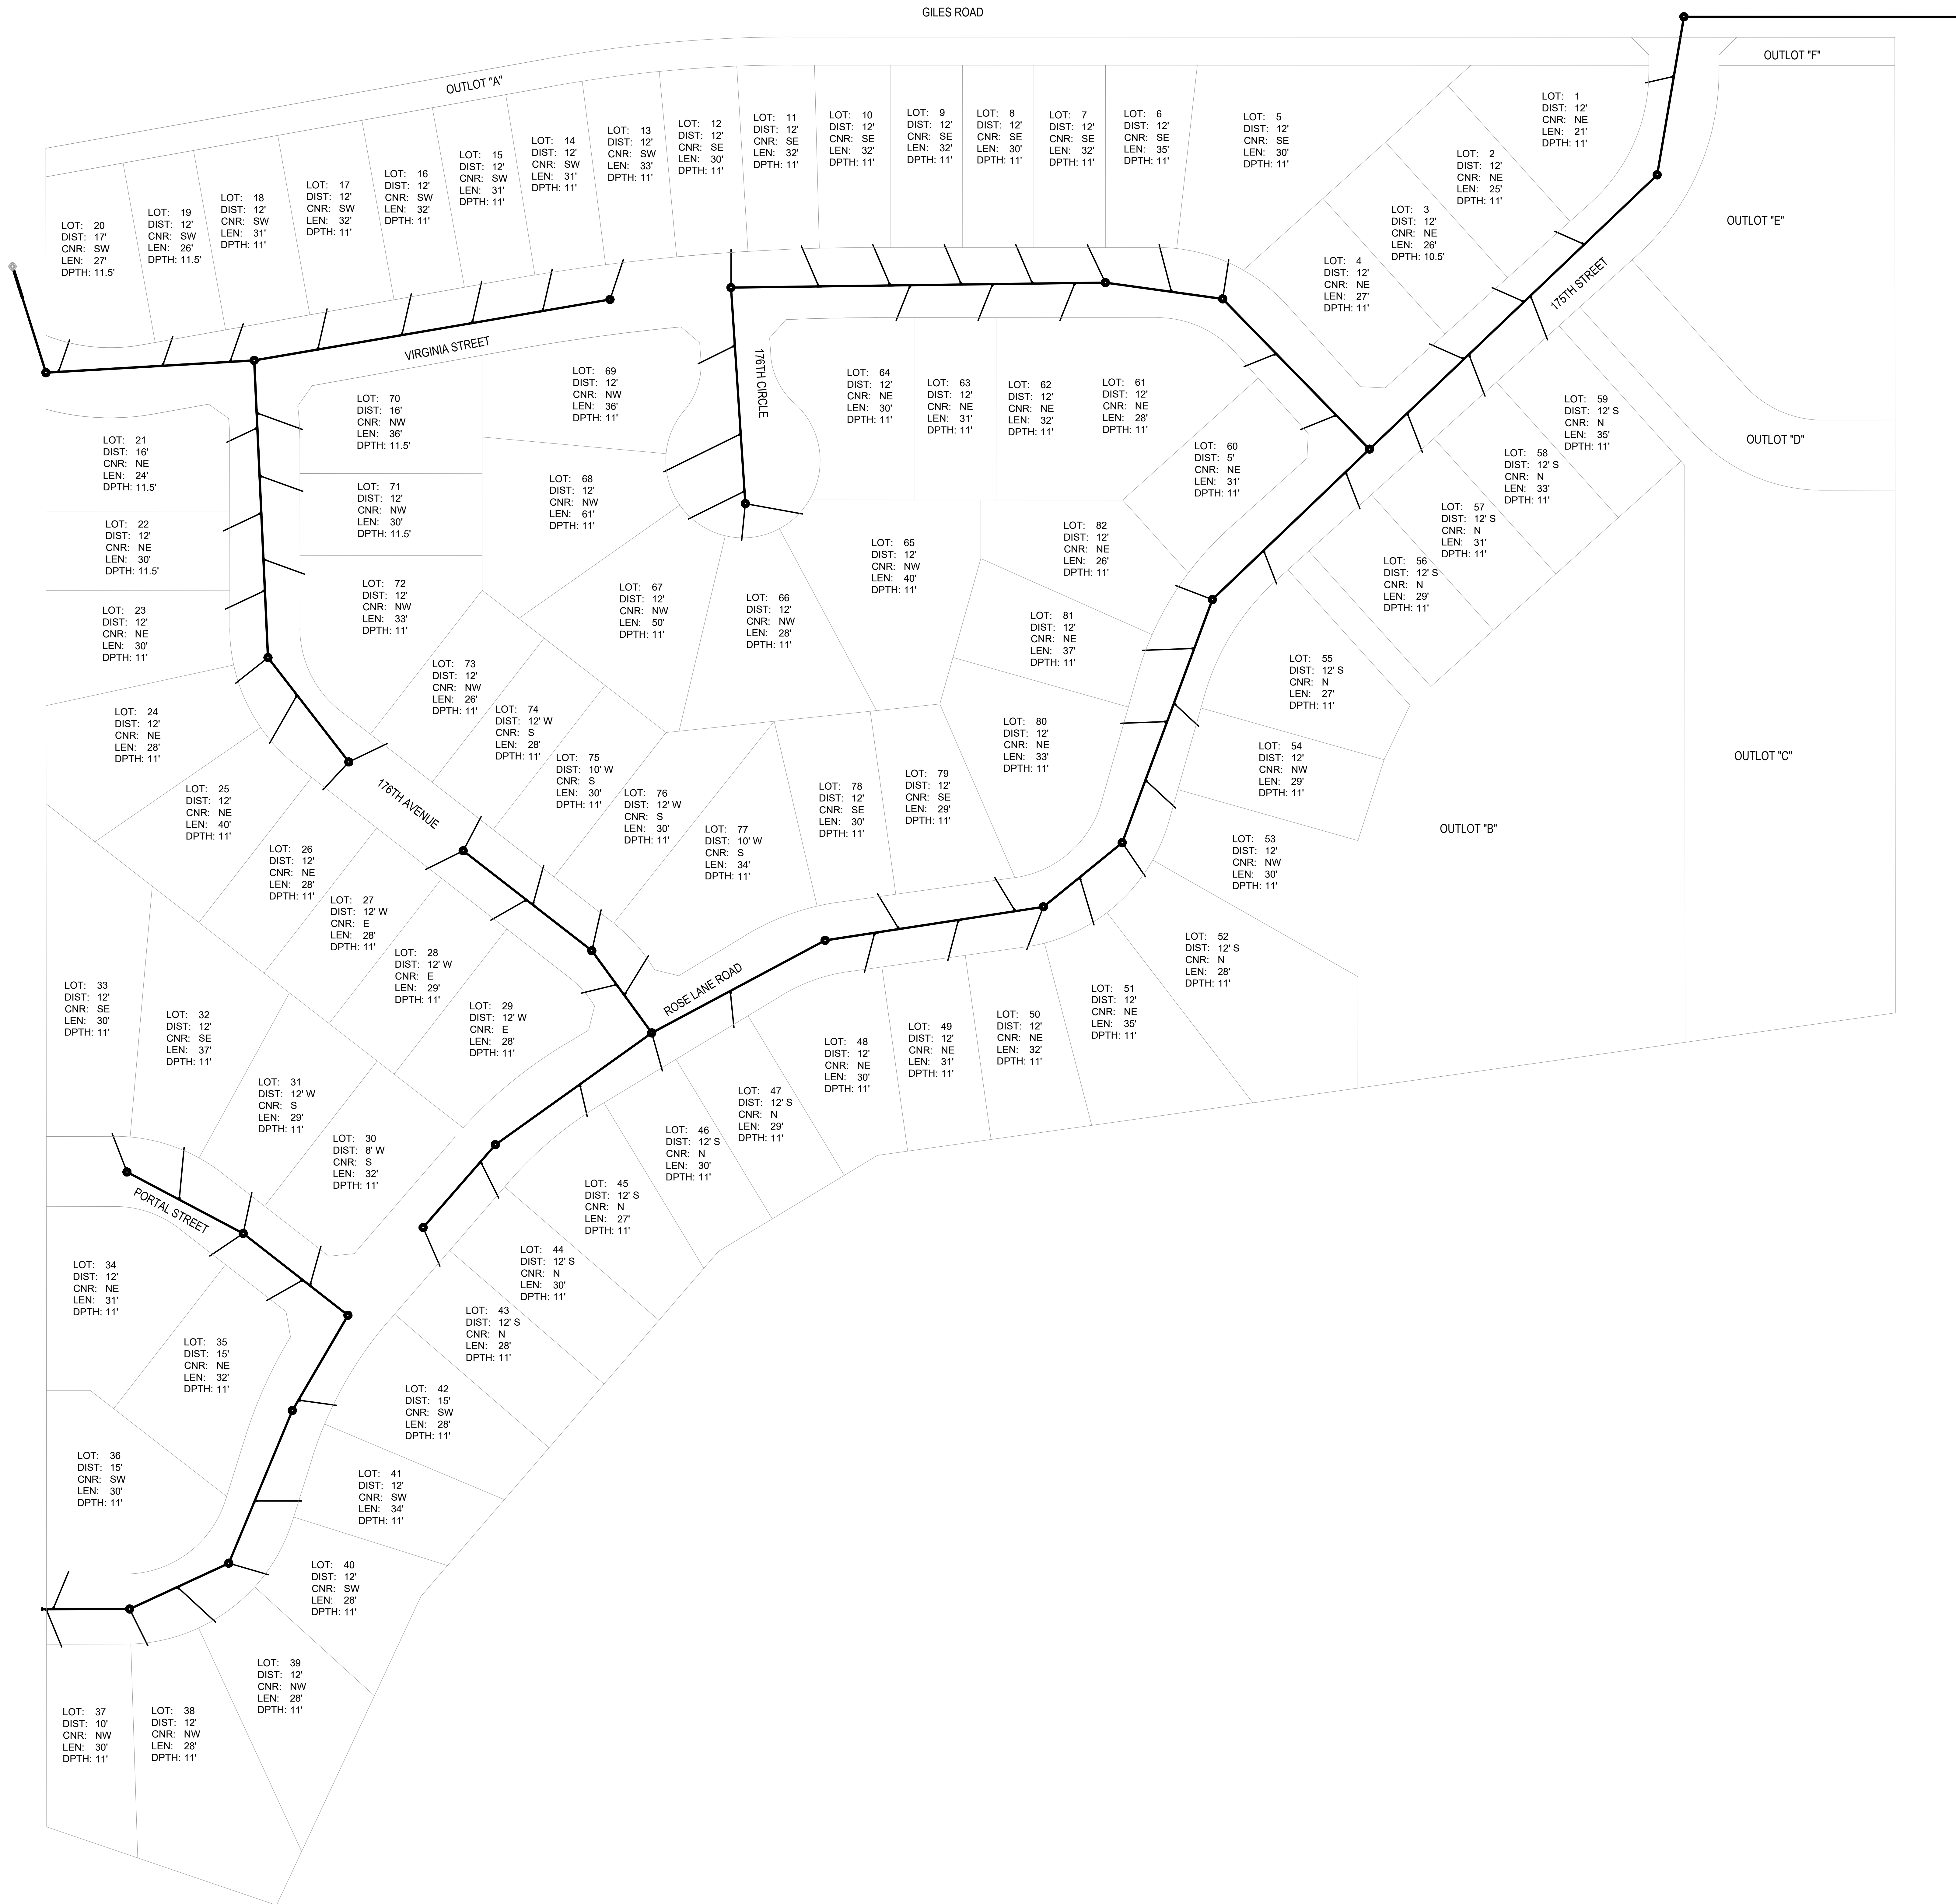 GILES ROAD
OUTLOT "F"
OUTLOT "A"
LOT: 1
DIST: 12'
CNR: NE
LEN: 21'
DPTH: 11'
LOT: 2
DIST: 12'
CNR: NE
LEN: 25'
DPTH: 11'
LOT: 3
DIST: 12'
CNR: NE
LEN: 26'
DPTH: 10.5'
LOT: 4
DIST: 12'
CNR: NE
LEN: 27'
DPTH: 11'
LOT: 5
DIST: 12'
CNR: SE
LEN: 30'
DPTH: 11'
LOT: 6
DIST: 12'
CNR: SE
LEN: 35'
DPTH: 11'
LOT: 7
DIST: 12'
CNR: SE
LEN: 32'
DPTH: 11'
LOT: 8
DIST: 12'
CNR: SE
LEN: 30'
DPTH: 11'
LOT: 9
DIST: 12'
CNR: SE
LEN: 32'
DPTH: 11'
LOT: 10
DIST: 12'
CNR: SE
LEN: 32'
DPTH: 11'
LOT: 11
DIST: 12'
CNR: SE
LEN: 32'
DPTH: 11'
LOT: 12
DIST: 12'
CNR: SE
LEN: 30'
DPTH: 11'
LOT: 13
DIST: 12'
CNR: SW
LEN: 33'
DPTH: 11'
LOT: 14
DIST: 12'
CNR: SW
LEN: 31'
DPTH: 11'
LOT: 15
DIST: 12'
CNR: SW
LEN: 31'
DPTH: 11'
LOT: 16
DIST: 12'
CNR: SW
LEN: 32'
DPTH: 11'
LOT: 17
DIST: 12'
CNR: SW
LEN: 32'
DPTH: 11'
LOT: 18
DIST: 12'
CNR: SW
LEN: 31'
DPTH: 11'
LOT: 19
DIST: 12'
CNR: SW
LEN: 26'
DPTH: 11.5'
LOT: 20
DIST: 17'
CNR: SW
LEN: 27'
DPTH: 11.5'
OUTLOT "E"
175TH STREET
VIRGINIA STREET
176TH CIRCLE
LOT: 21
DIST: 16'
CNR: NE
LEN: 24'
DPTH: 11.5'
LOT: 22
DIST: 12'
CNR: NE
LEN: 30'
DPTH: 11.5'
LOT: 23
DIST: 12'
CNR: NE
LEN: 30'
DPTH: 11'
LOT: 24
DIST: 12'
CNR: NE
LEN: 28'
DPTH: 11'
LOT: 25
DIST: 12'
CNR: NE
LEN: 40'
DPTH: 11'
LOT: 26
DIST: 12'
CNR: NE
LEN: 28'
DPTH: 11'
LOT: 27
DIST: 12' W
CNR: E
LEN: 28'
DPTH: 11'
LOT: 28
DIST: 12' W
CNR: E
LEN: 29'
DPTH: 11'
LOT: 29
DIST: 12' W
CNR: E
LEN: 28'
DPTH: 11'
LOT: 30
DIST: 8' W
CNR: S
LEN: 32'
DPTH: 11'
LOT: 31
DIST: 12' W
CNR: S
LEN: 29'
DPTH: 11'
LOT: 32
DIST: 12'
CNR: SE
LEN: 37'
DPTH: 11'
LOT: 33
DIST: 12'
CNR: SE
LEN: 30'
DPTH: 11'
PORTAL STREET
LOT: 34
DIST: 12'
CNR: NE
LEN: 31'
DPTH: 11'
LOT: 35
DIST: 15'
CNR: NE
LEN: 32'
DPTH: 11'
LOT: 36
DIST: 15'
CNR: SW
LEN: 30'
DPTH: 11'
LOT: 37
DIST: 10'
CNR: NW
LEN: 30'
DPTH: 11'
LOT: 38
DIST: 12'
CNR: NW
LEN: 28'
DPTH: 11'
LOT: 39
DIST: 12'
CNR: NW
LEN: 28'
DPTH: 11'
LOT: 40
DIST: 12'
CNR: SW
LEN: 28'
DPTH: 11'
LOT: 41
DIST: 12'
CNR: SW
LEN: 34'
DPTH: 11'
LOT: 42
DIST: 15'
CNR: SW
LEN: 28'
DPTH: 11'
LOT: 43
DIST: 12' S
CNR: N
LEN: 28'
DPTH: 11'
LOT: 44
DIST: 12' S
CNR: N
LEN: 30'
DPTH: 11'
LOT: 45
DIST: 12' S
CNR: N
LEN: 27'
DPTH: 11'
LOT: 46
DIST: 12' S
CNR: N
LEN: 30'
DPTH: 11'
LOT: 47
DIST: 12' S
CNR: N
LEN: 29'
DPTH: 11'
LOT: 48
DIST: 12'
CNR: NE
LEN: 30'
DPTH: 11'
LOT: 49
DIST: 12'
CNR: NE
LEN: 31'
DPTH: 11'
LOT: 50
DIST: 12'
CNR: NE
LEN: 32'
DPTH: 11'
LOT: 51
DIST: 12'
CNR: NE
LEN: 35'
DPTH: 11'
LOT: 52
DIST: 12' S
CNR: N
LEN: 28'
DPTH: 11'
LOT: 53
DIST: 12'
CNR: NW
LEN: 30'
DPTH: 11'
LOT: 54
DIST: 12'
CNR: NW
LEN: 29'
DPTH: 11'
LOT: 55
DIST: 12' S
CNR: N
LEN: 27'
DPTH: 11'
LOT: 56
DIST: 12' S
CNR: N
LEN: 29'
DPTH: 11'
LOT: 57
DIST: 12' S
CNR: N
LEN: 31'
DPTH: 11'
LOT: 58
DIST: 12' S
CNR: N
LEN: 33'
DPTH: 11'
LOT: 59
DIST: 12' S
CNR: N
LEN: 35'
DPTH: 11'
OUTLOT "D"
OUTLOT "C"
OUTLOT "B"
LOT: 60
DIST: 5'
CNR: NE
LEN: 31'
DPTH: 11'
LOT: 61
DIST: 12'
CNR: NE
LEN: 28'
DPTH: 11'
LOT: 62
DIST: 12'
CNR: NE
LEN: 32'
DPTH: 11'
LOT: 63
DIST: 12'
CNR: NE
LEN: 31'
DPTH: 11'
LOT: 64
DIST: 12'
CNR: NE
LEN: 30'
DPTH: 11'
LOT: 65
DIST: 12'
CNR: NW
LEN: 40'
DPTH: 11'
LOT: 66
DIST: 12'
CNR: NW
LEN: 28'
DPTH: 11'
LOT: 67
DIST: 12'
CNR: NW
LEN: 50'
DPTH: 11'
LOT: 68
DIST: 12'
CNR: NW
LEN: 61'
DPTH: 11'
LOT: 69
DIST: 12'
CNR: NW
LEN: 36'
DPTH: 11'
LOT: 70
DIST: 16'
CNR: NW
LEN: 36'
DPTH: 11.5'
LOT: 71
DIST: 12'
CNR: NW
LEN: 30'
DPTH: 11.5'
LOT: 72
DIST: 12'
CNR: NW
LEN: 33'
DPTH: 11'
LOT: 73
DIST: 12'
CNR: NW
LEN: 26'
DPTH: 11'
LOT: 74
DIST: 12' W
CNR: S
LEN: 28'
DPTH: 11'
LOT: 75
DIST: 10' W
CNR: S
LEN: 30'
DPTH: 11'
LOT: 76
DIST: 12' W
CNR: S
LEN: 30'
DPTH: 11'
LOT: 77
DIST: 10' W
CNR: S
LEN: 34'
DPTH: 11'
LOT: 78
DIST: 12'
CNR: SE
LEN: 30'
DPTH: 11'
LOT: 79
DIST: 12'
CNR: SE
LEN: 29'
DPTH: 11'
LOT: 80
DIST: 12'
CNR: NE
LEN: 33'
DPTH: 11'
LOT: 81
DIST: 12'
CNR: NE
LEN: 37'
DPTH: 11'
LOT: 82
DIST: 12'
CNR: NE
LEN: 26'
DPTH: 11'
176TH AVENUE
ROSE LANE ROAD